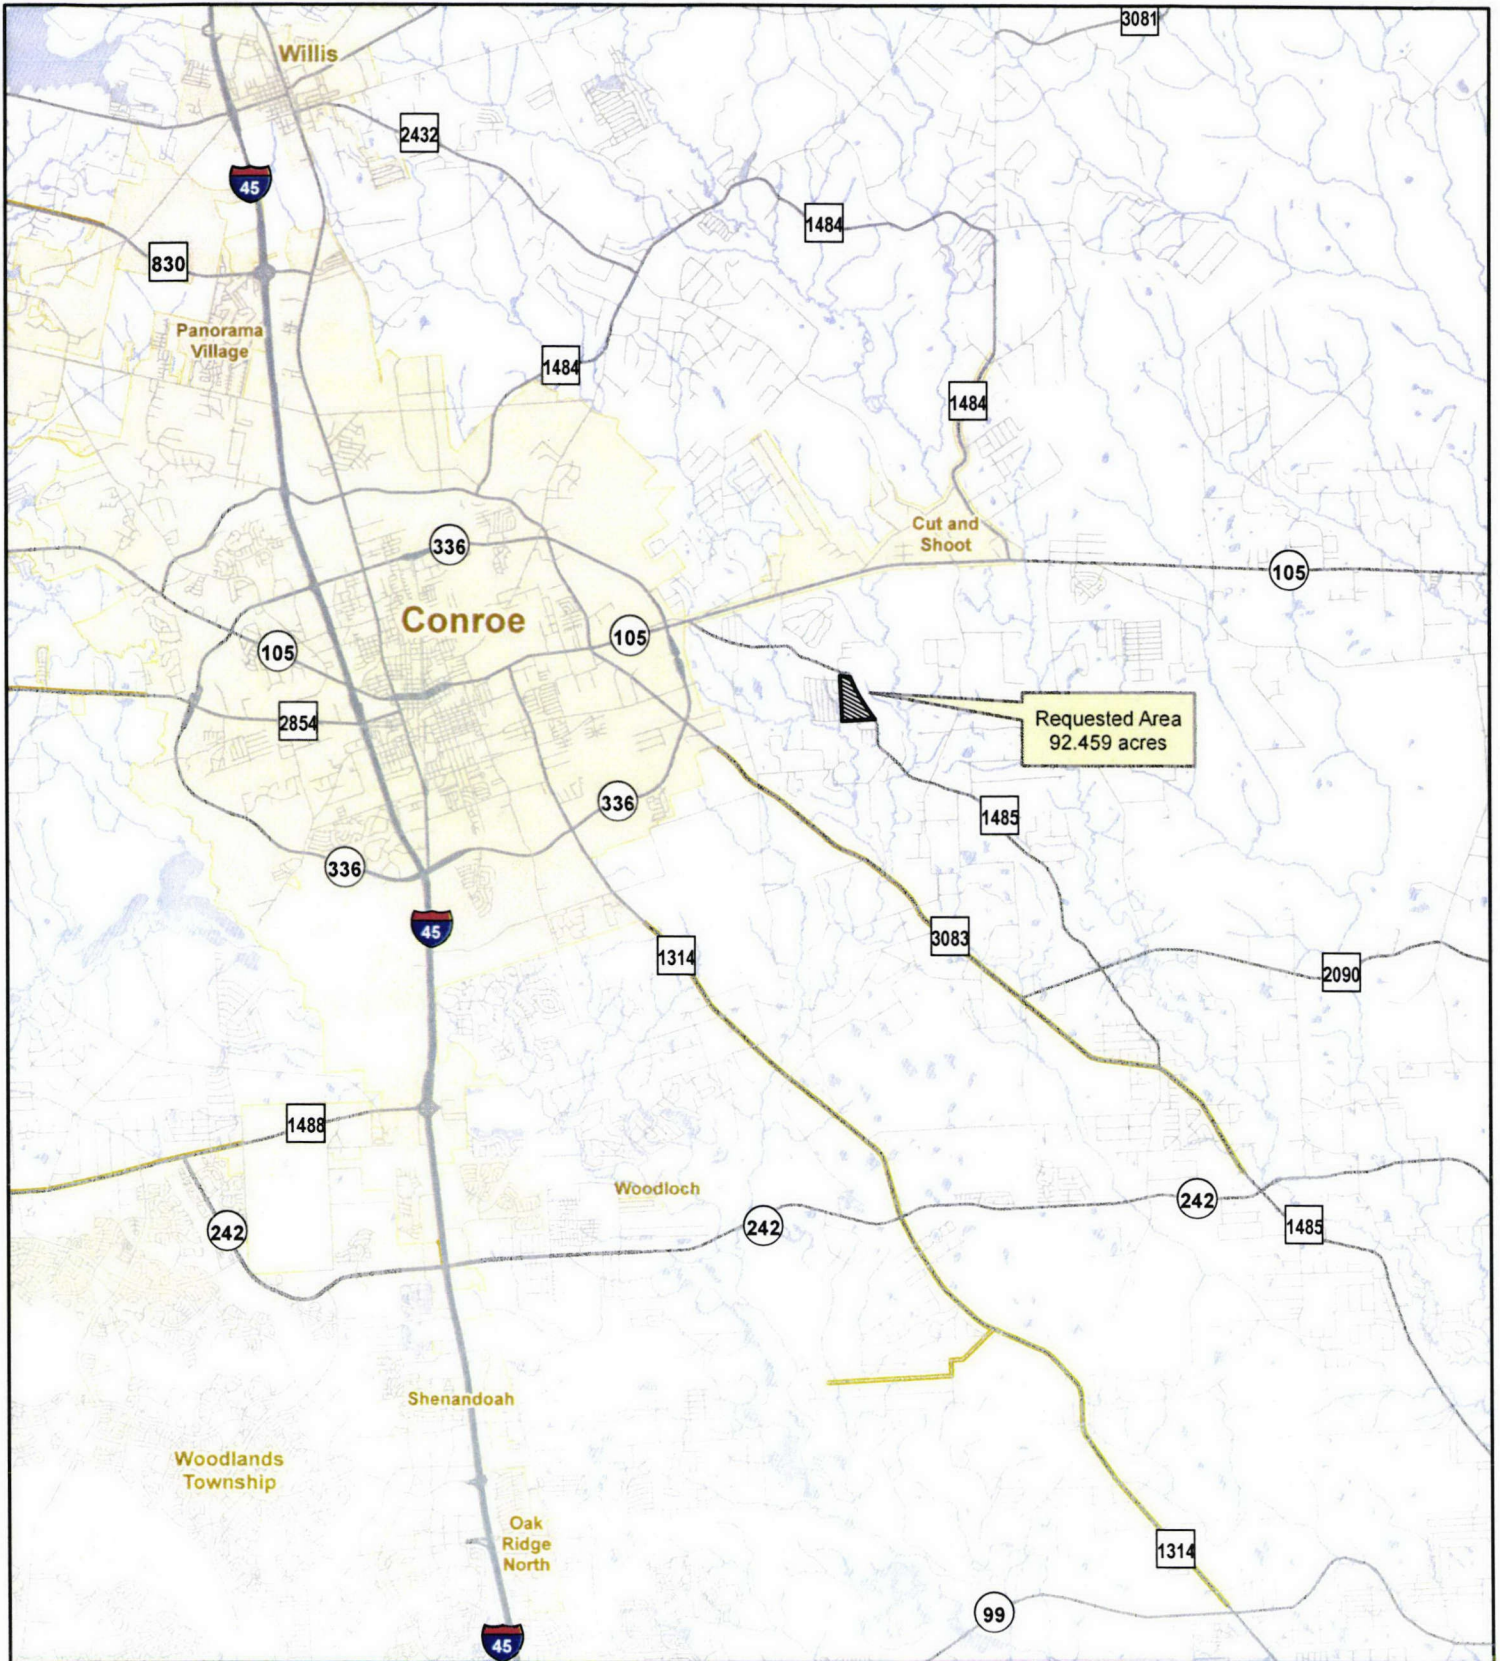 3081
Willis
2432
45
1484
830
Panorama
Village
1484
1484
Cut and
Shoot
336
105
Conroe
105
105
2854
Requested Area
92.459 acres
336
1485
336
45
3083
1314
2090
1488
Woodloch
242
242
242
1485
Shenandoah
Woodlands
Township
Oak
Ridge
North
1314
99
45